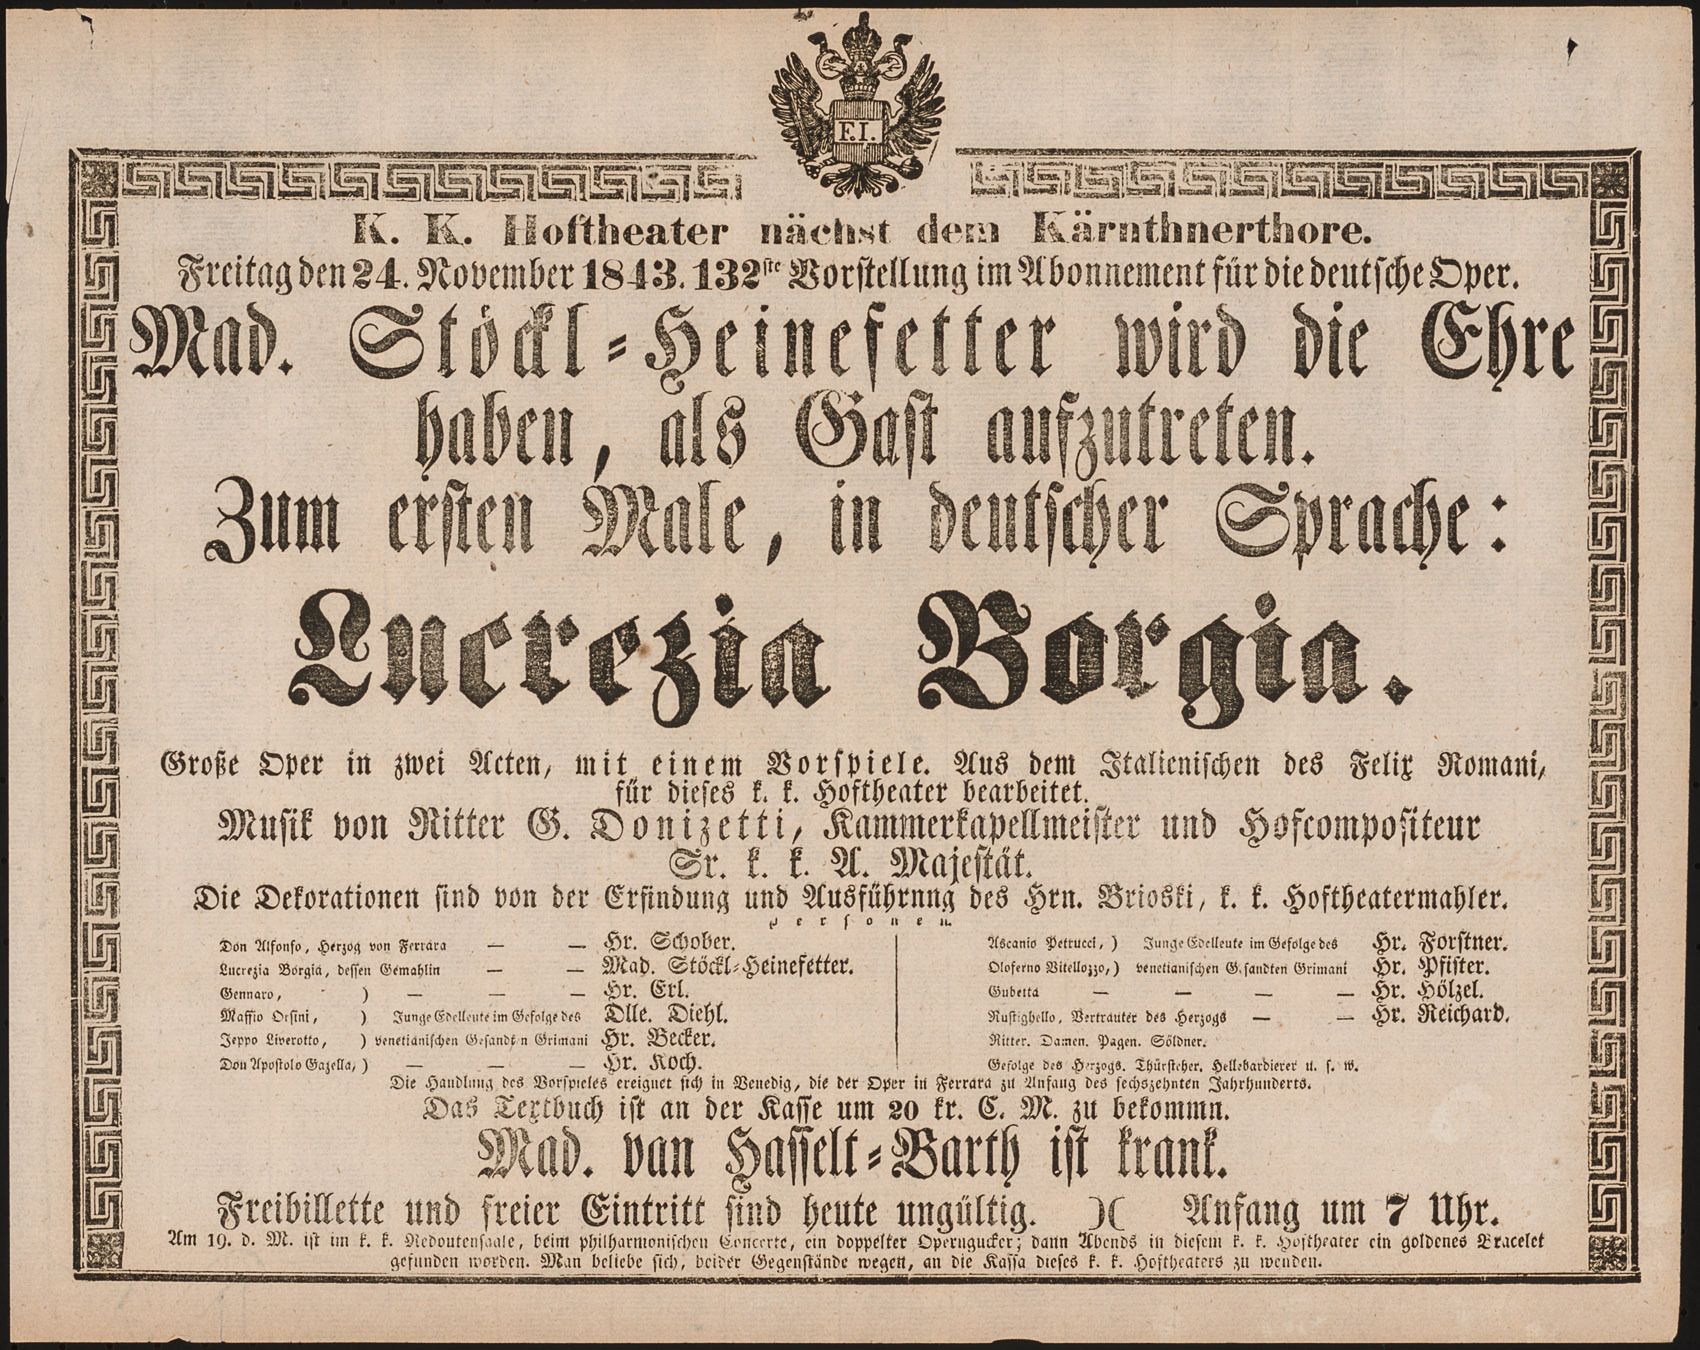 F.I.
K. K. Hoftheater nächst dem Kärnthnerthore.
Freitag den 24. November 1843. 132ste Vorstellung im Abonnement für die deutsche Oper.
Mad. Stöckl-Heinefetter wird die Ehre
haben, als Gast aufzutreten.
Zum ersten Male, in deutscher Sprache:
Lucrezia Borgia.
Große Oper in zwei Acten, mit einem Vorspiele. Aus dem Italienischen des Felix Romani,
für dieses k. k. Hoftheater bearbeitet.
Musik von Ritter G. Donizetti, Kammerkapellmeister und Hofcompositeur
Sr. k. k. A. Majestät.
Die Dekorationen sind von der Erfindung und Ausführnng des Hrn. Brioski, k. k. Hoftheatermahler.
Personen.
Don Alfonso, Herzog von Ferrara — — Hr. Schober.
Lucrezia Borgia, dessen Gemahlin — — Mad. Stöckl-Heinefetter.
Gennaro, ) — — — Hr. Erl.
Maffio Orsini, ) Junge Edelleute im Gefolge des Dlle. Diehl.
Jeppo Liverotto, ) venetianischen Gesandten Grimani Hr. Becker.
Don Apostolo Gazella, ) — — — Hr. Koch.
Ascanio Petrucci, ) Junge Edelleute im Gefolge des Hr. Forstner.
Oloferno Vitellozzo, ) venetianischen Gesandten Grimani Hr. Pfister.
Gubetta — — — — Hr. Hölzel.
Rustighello, Vertrauter des Herzogs — — Hr. Reichard.
Ritter. Damen. Pagen. Söldner.
Gefolge des Herzogs. Thürsteher. Hellebardierer u. s. w.
Die Handlung des Vorspieles ereignet sich in Venedig, die der Oper in Ferrara zu Anfang des sechszehnten Jahrhunderts.
Das Textbuch ist an der Kasse um 20 kr. C. M. zu bekommn.
Mad. van Hasselt-Barth ist krank.
Freibillette und freier Eintritt sind heute ungültig. )( Anfang um 7 Uhr.
Am 19. d. M. ist im k. k. Redoutensaale, beim philharmonischen Concerte, ein doppelter Operngucker; dann Abends in diesem k. k. Hoftheater ein goldenes Bracelet
gefunden worden. Man beliebe sich, beider Gegenstände wegen, an die Kassa dieses k. k. Hoftheaters zu wenden.